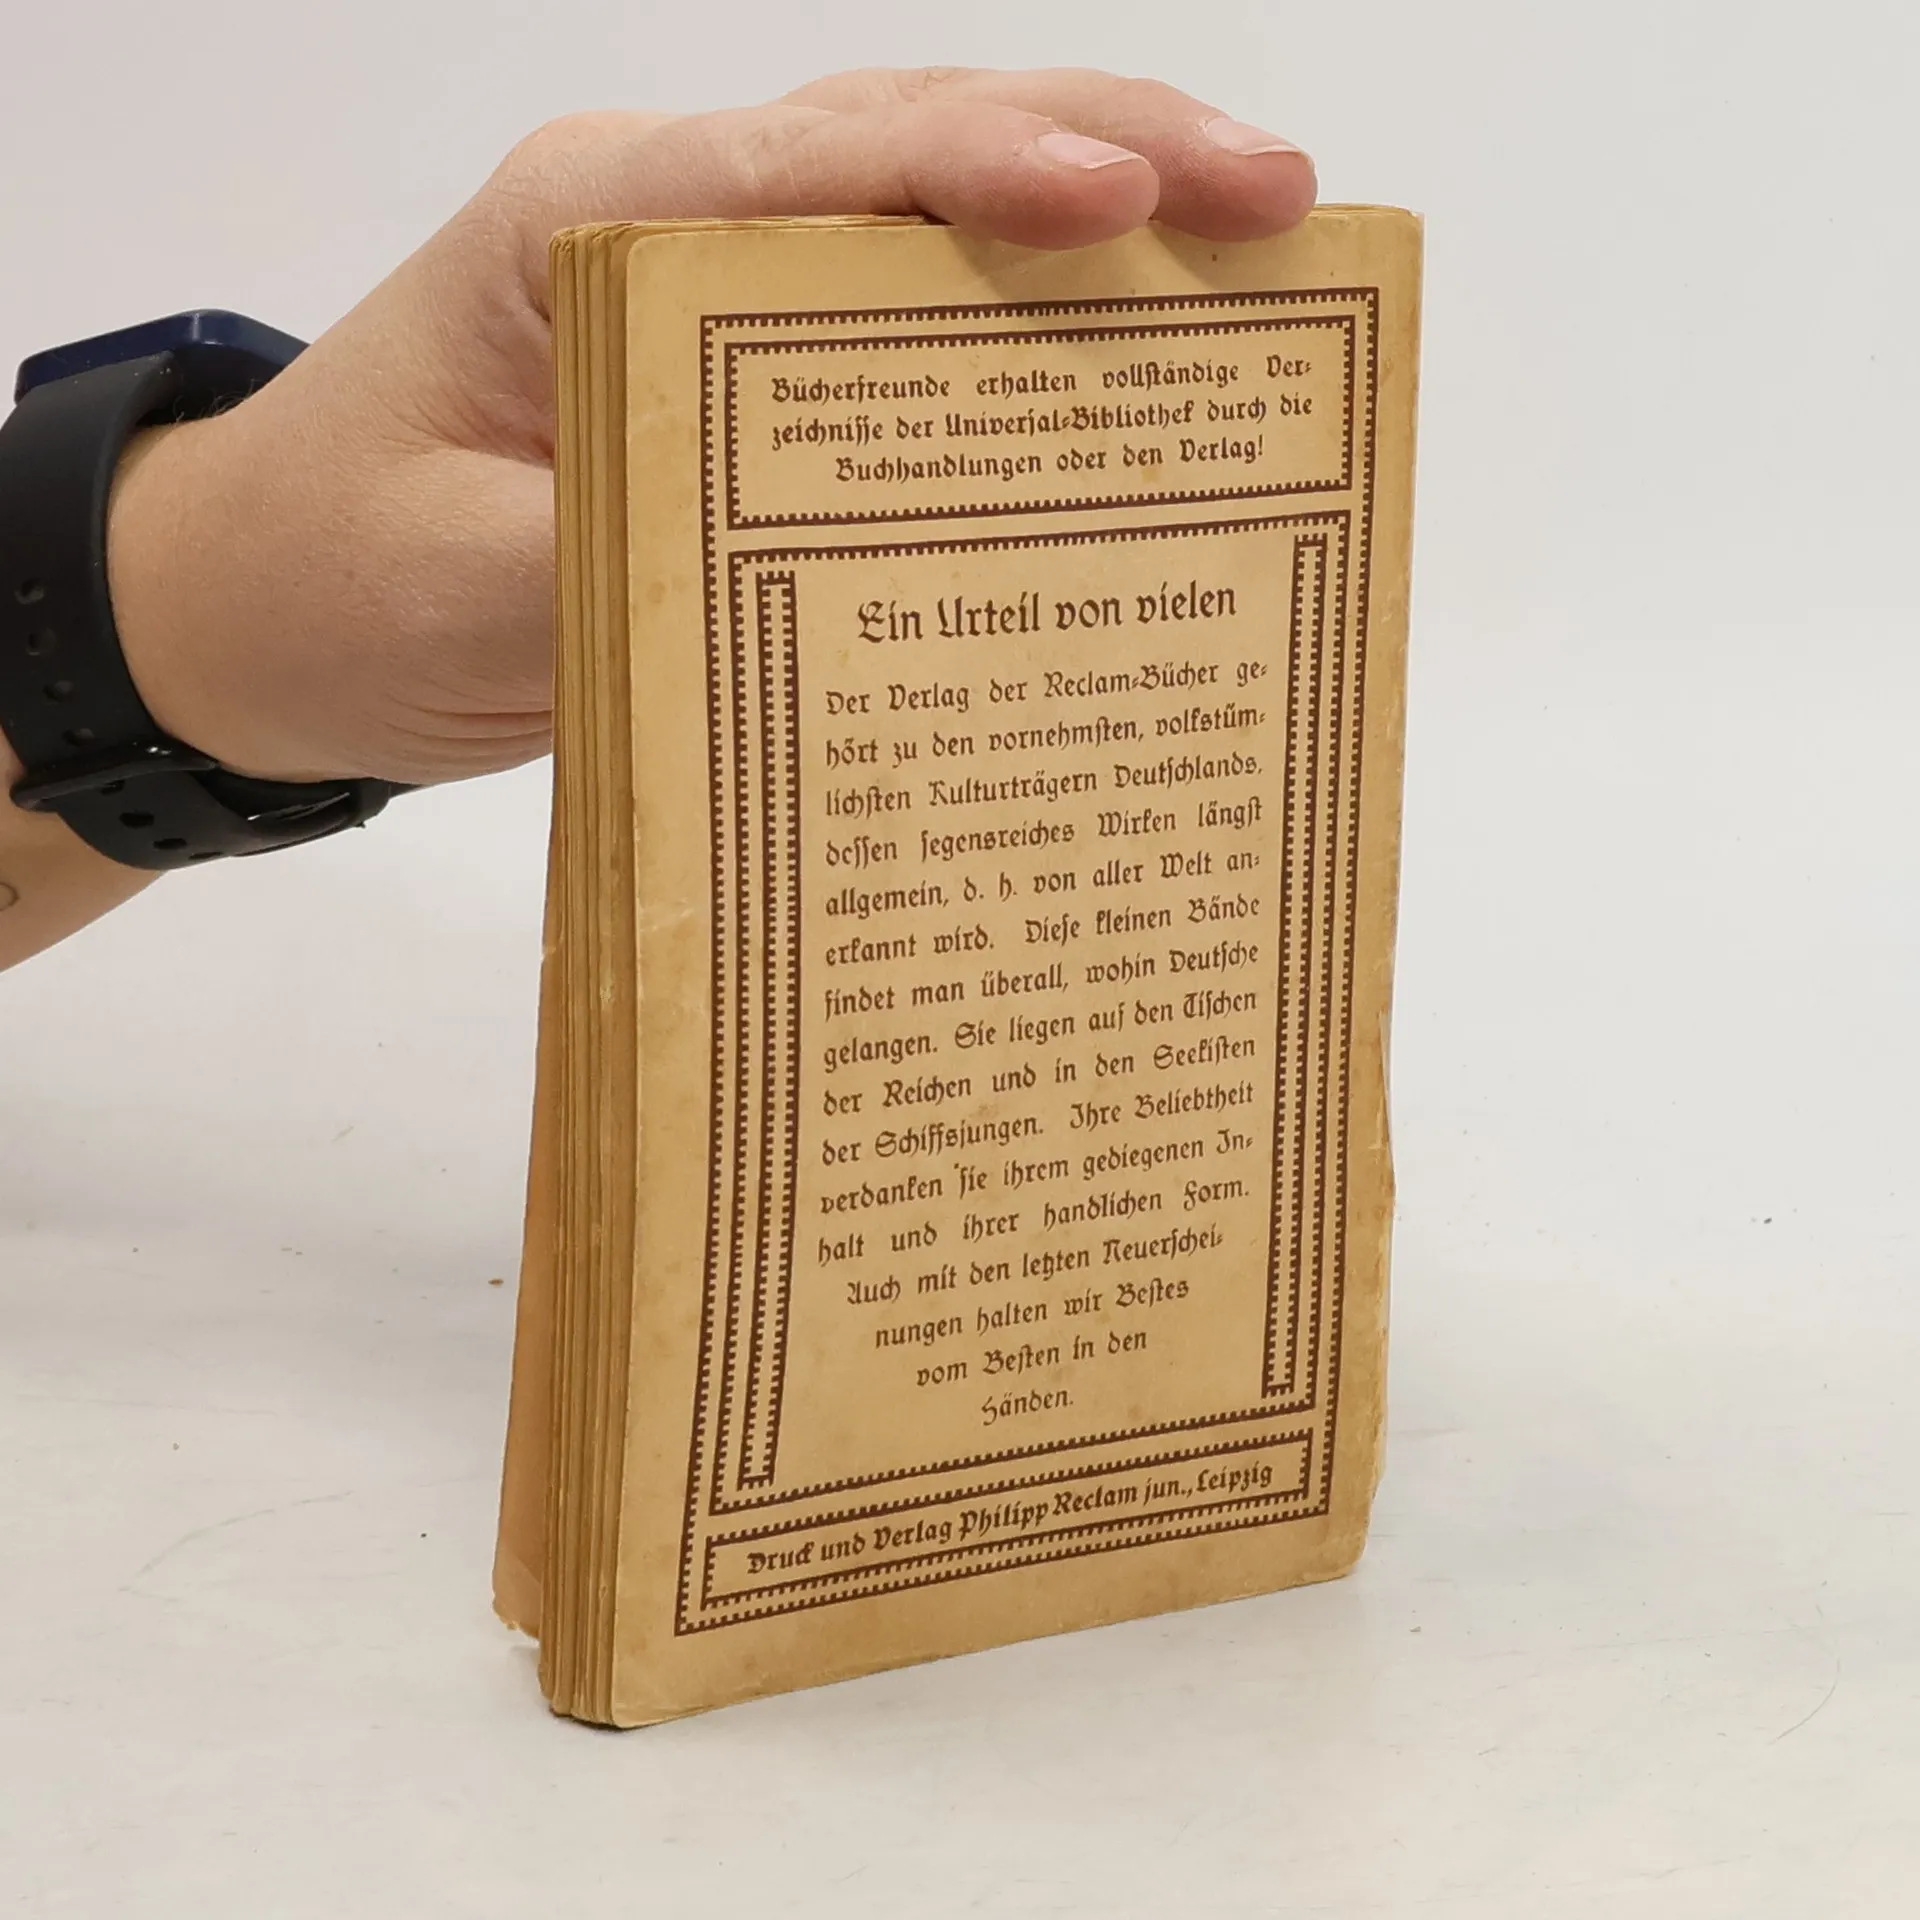 Bücherfreunde erhalten vollständige Ver-
zeichnisse der Universal-Bibliothek durch die
Buchhandlungen oder den Verlag!
Ein Urteil von vielen
Der Verlag der Reclam-Bücher ge-
hört zu den vornehmsten, volkstüm-
lichsten Kulturträgern Deutschlands,
dessen segensreiches Wirken längst
allgemein, d. h. von aller Welt an-
erkannt wird. Diese kleinen Bände
findet man überall, wohin Deutsche
gelangen. Sie liegen auf den Tischen
der Reichen und in den Seekisten
der Schiffsjungen. Ihre Beliebtheit
verdanken sie ihrem gediegenen In-
halt und ihrer handlichen Form.
Auch mit den letzten Neuerschei-
nungen halten wir Bestes
vom Besten in den
Händen.
Druck und Verlag Philipp Reclam jun., Leipzig